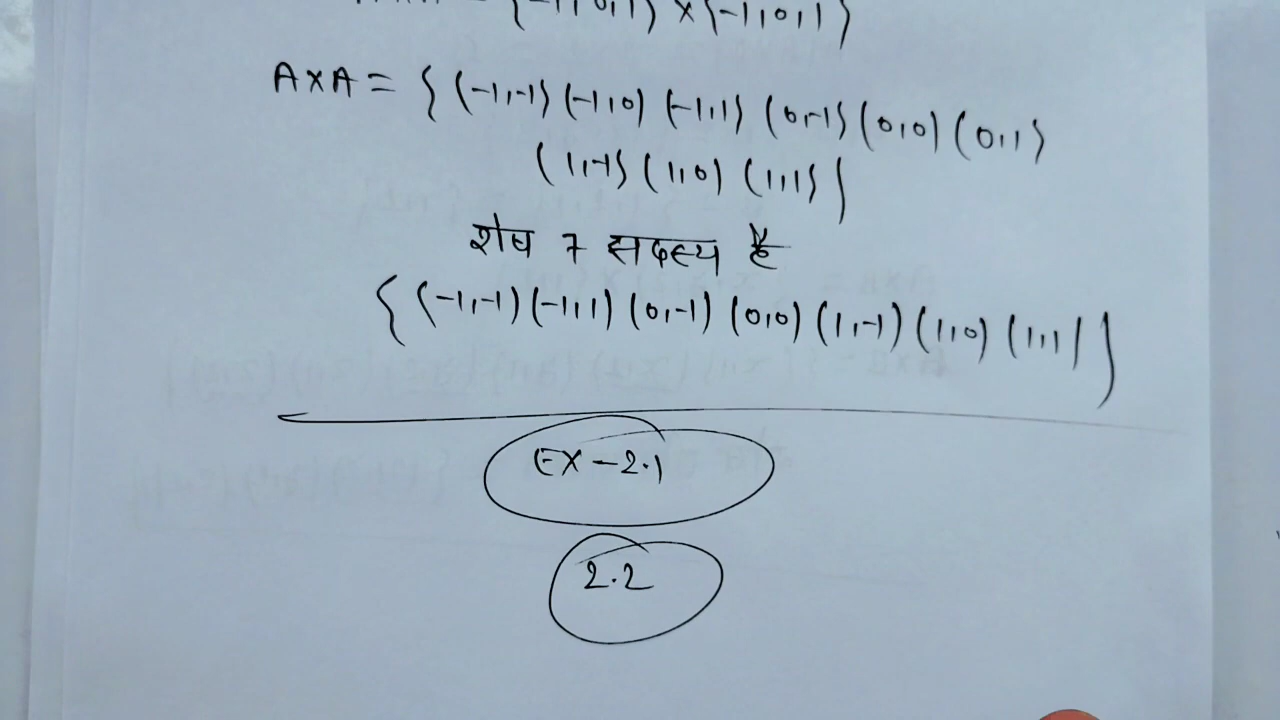 {-1,0,1} × {-1,0,1}
A×A = { (-1,-1) (-1,0) (-1,1) (0,-1) (0,0) (0,1)
(1,-1) (1,0) (1,1) }
शेष 7 सदस्य है
{ (-1,-1) (-1,1) (0,-1) (0,0) (1,-1) (1,0) (1,1) }
EX-2.1
2.2